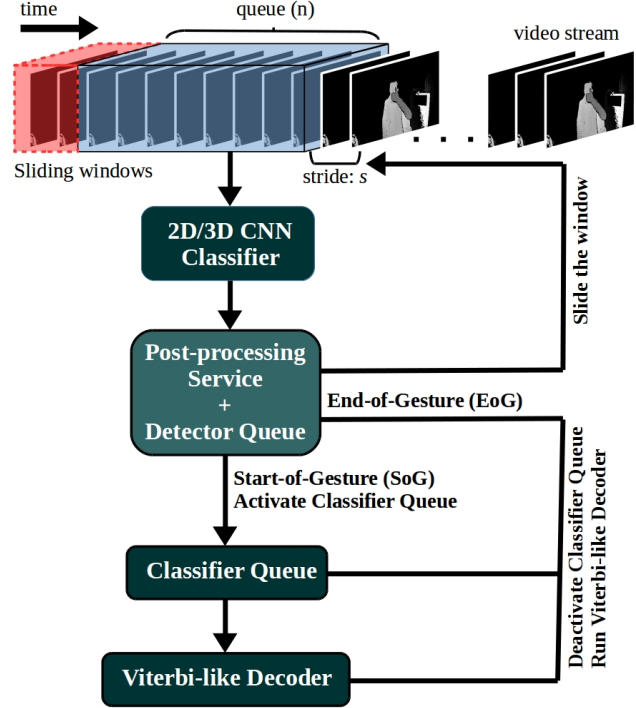 time
queue (n)
video stream
Sliding windows
stride: s
2D/3D CNN
Classifier
Slide the window
Post-processing
Service
+
Detector Queue
End-of-Gesture (EoG)
Start-of-Gesture (SoG)
Activate Classifier Queue
Deactivate Classifier Queue
Run Viterbi-like Decoder
Classifier Queue
Viterbi-like Decoder